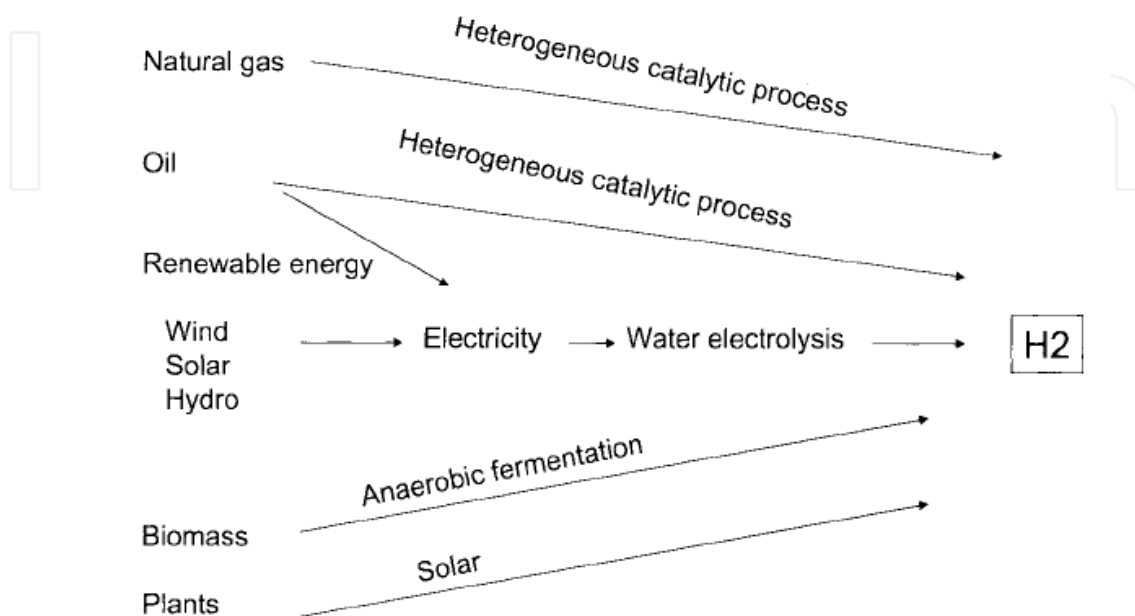 Heterogeneous catalytic process
Natural gas
Heterogeneous catalytic process
Oil
Renewable energy
Wind
Solar
Hydro
Electricity
Water electrolysis
H2
Anaerobic fermentation
Biomass
Solar
Plants